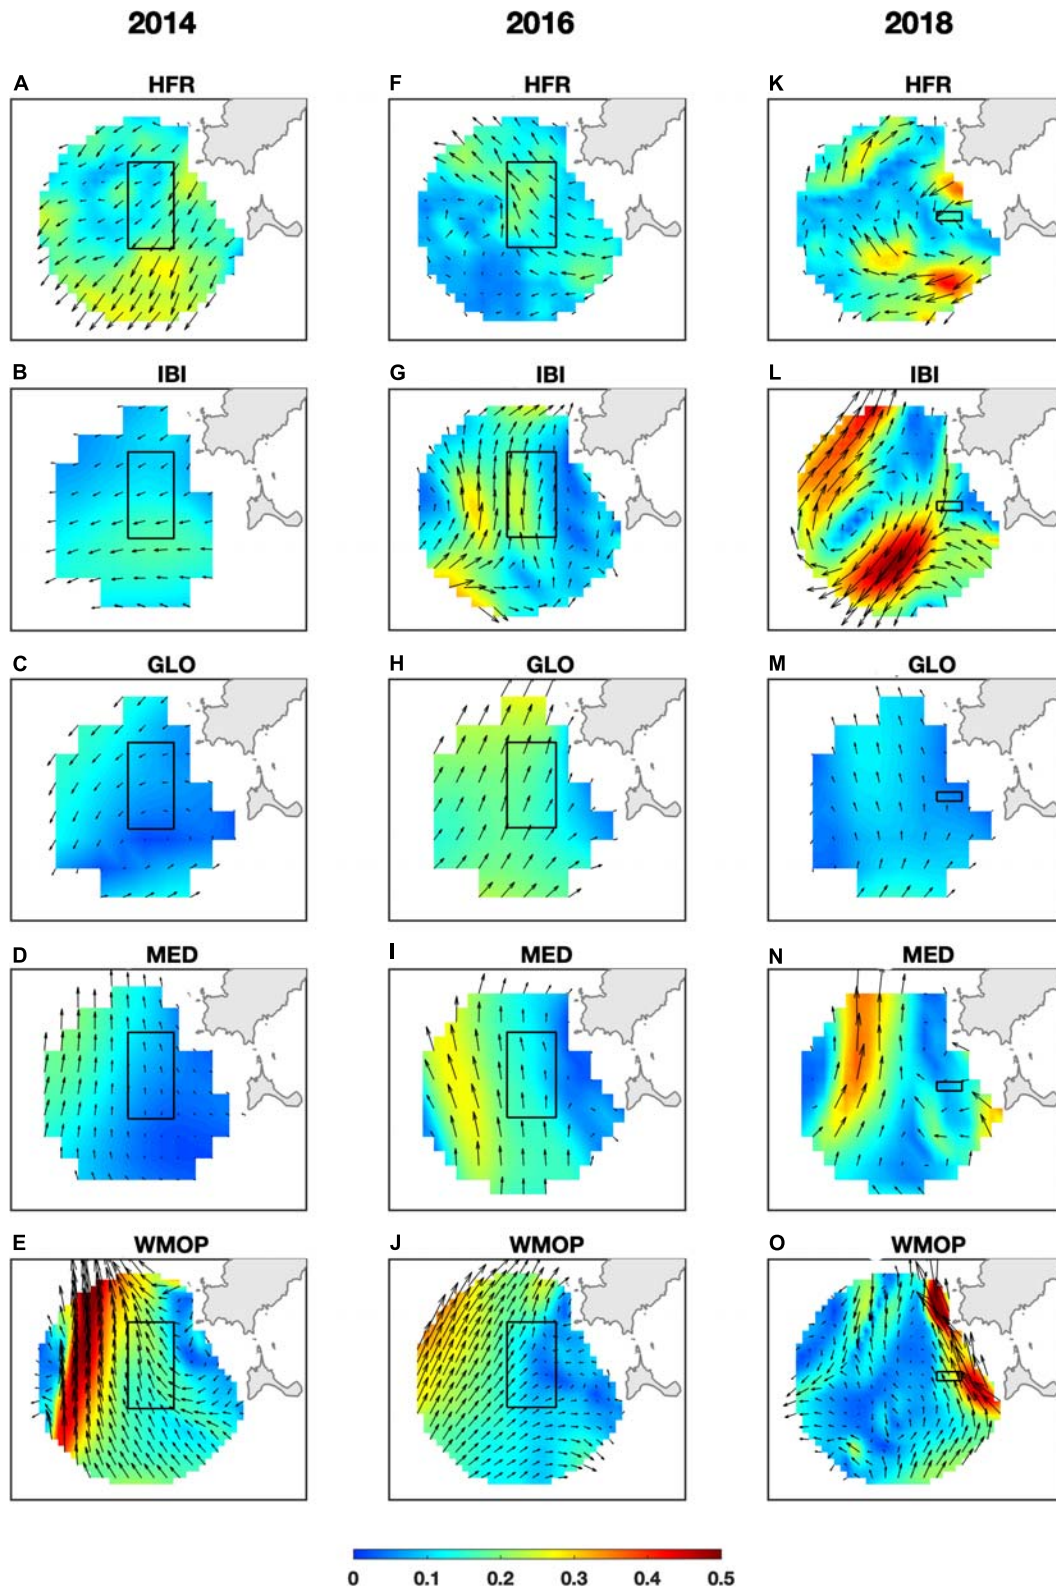 2014 2016 2018
A HFR F HFR K HFR
B IBI G IBI L IBI
C GLO H GLO M GLO
D MED I MED N MED
E WMOP J WMOP O WMOP
0 0.1 0.2 0.3 0.4 0.5